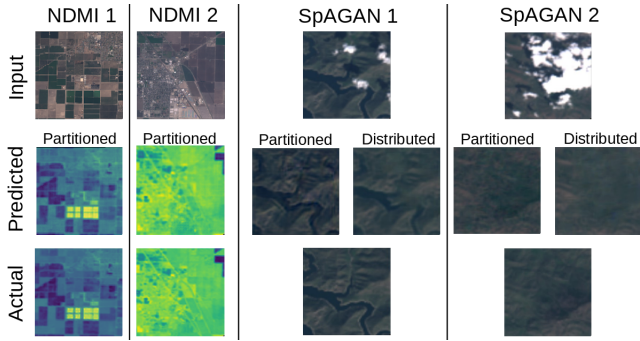 NDMI 1 NDMI 2 SpAGAN 1 SpAGAN 2
Input
Partitioned Partitioned Partitioned Distributed Partitioned Distributed
Predicted
Actual